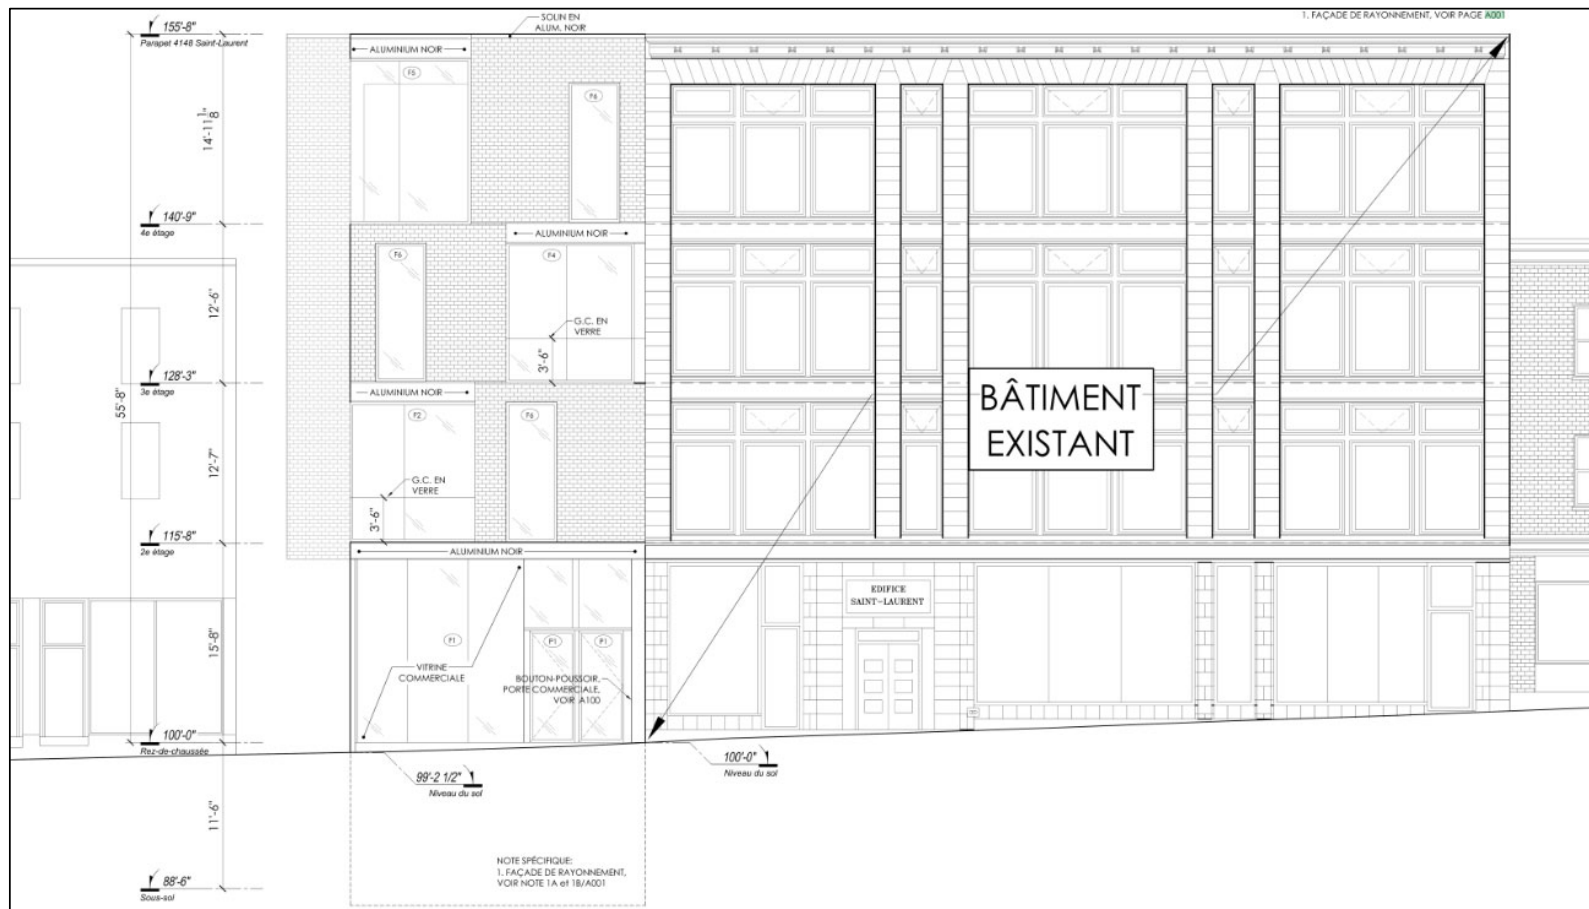 1. FAÇADE DE RAYONNEMENT, VOIR PAGE A001
155'-8"
Parapet 4148 Saint-Laurent
SOLIN EN
ALUM. NOIR
ALUMINIUM NOIR
F5
F6
14'-11 1/8"
140'-9"
4e étage
ALUMINIUM NOIR
F6
F4
12'-6"
G.C. EN
VERRE
3'-6"
128'-3"
3e étage
55'-8"
ALUMINIUM NOIR
F2
F6
BÂTIMENT
EXISTANT
12'-7"
G.C. EN
VERRE
3'-6"
115'-8"
2e étage
ALUMINIUM NOIR
EDIFICE
SAINT-LAURENT
F1
P1
P1
15'-8"
VITRINE
COMMERCIALE
BOUTON-POUSSOIR,
PORTE COMMERCIALE,
VOIR A100
100'-0"
Rez-de-chaussée
99'-2 1/2"
Niveau du sol
100'-0"
Niveau du sol
11'-6"
NOTE SPÉCIFIQUE:
1. FAÇADE DE RAYONNEMENT,
VOIR NOTE 1A et 1B/A001
88'-6"
Sous-sol